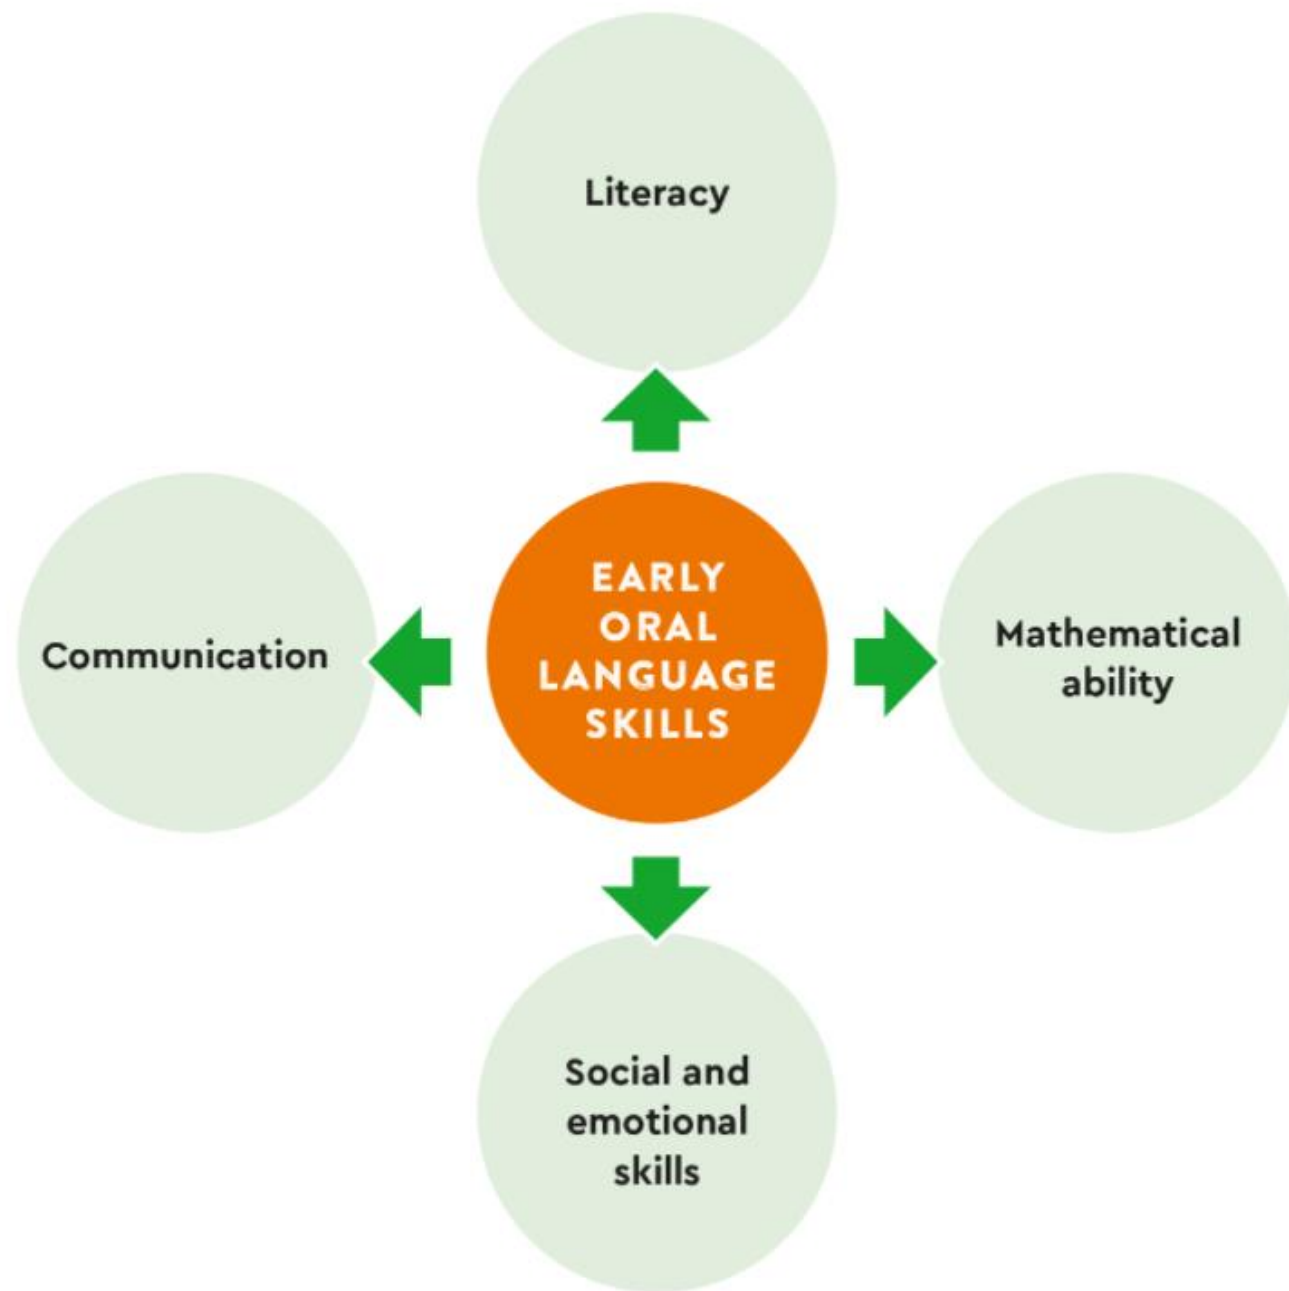 Literacy
Communication
EARLY
ORAL
LANGUAGE
SKILLS
Mathematical
ability
Social and
emotional
skills